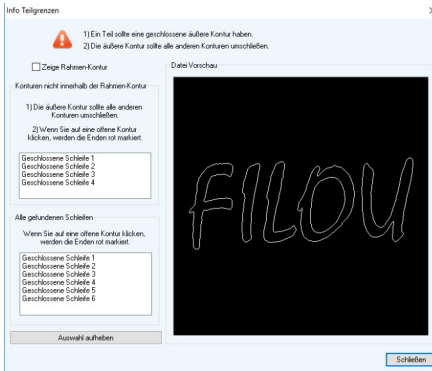 Info Teilgrenzen
1) Ein Teil sollte eine geschlossene äußere Kontur haben.
2) Die äußere Kontur sollte alle anderen Konturen umschließen.
Zeige Rahmen-Kontur
Konturen nicht innerhalb der Rahmen-Kontur
1) Die äußere Kontur sollte alle anderen
Konturen umschließen.
2) Wenn Sie auf eine offene Kontur
klicken, werden die Enden rot markiert.
Geschlossene Schleife 1
Geschlossene Schleife 2
Geschlossene Schleife 3
Geschlossene Schleife 4
Alle gefundenen Schleifen
Wenn Sie auf eine offene Kontur klicken,
werden die Enden rot markiert.
Geschlossene Schleife 1
Geschlossene Schleife 2
Geschlossene Schleife 3
Geschlossene Schleife 4
Geschlossene Schleife 5
Geschlossene Schleife 6
Auswahl aufheben
Datei Vorschau
FILOU
Schließen